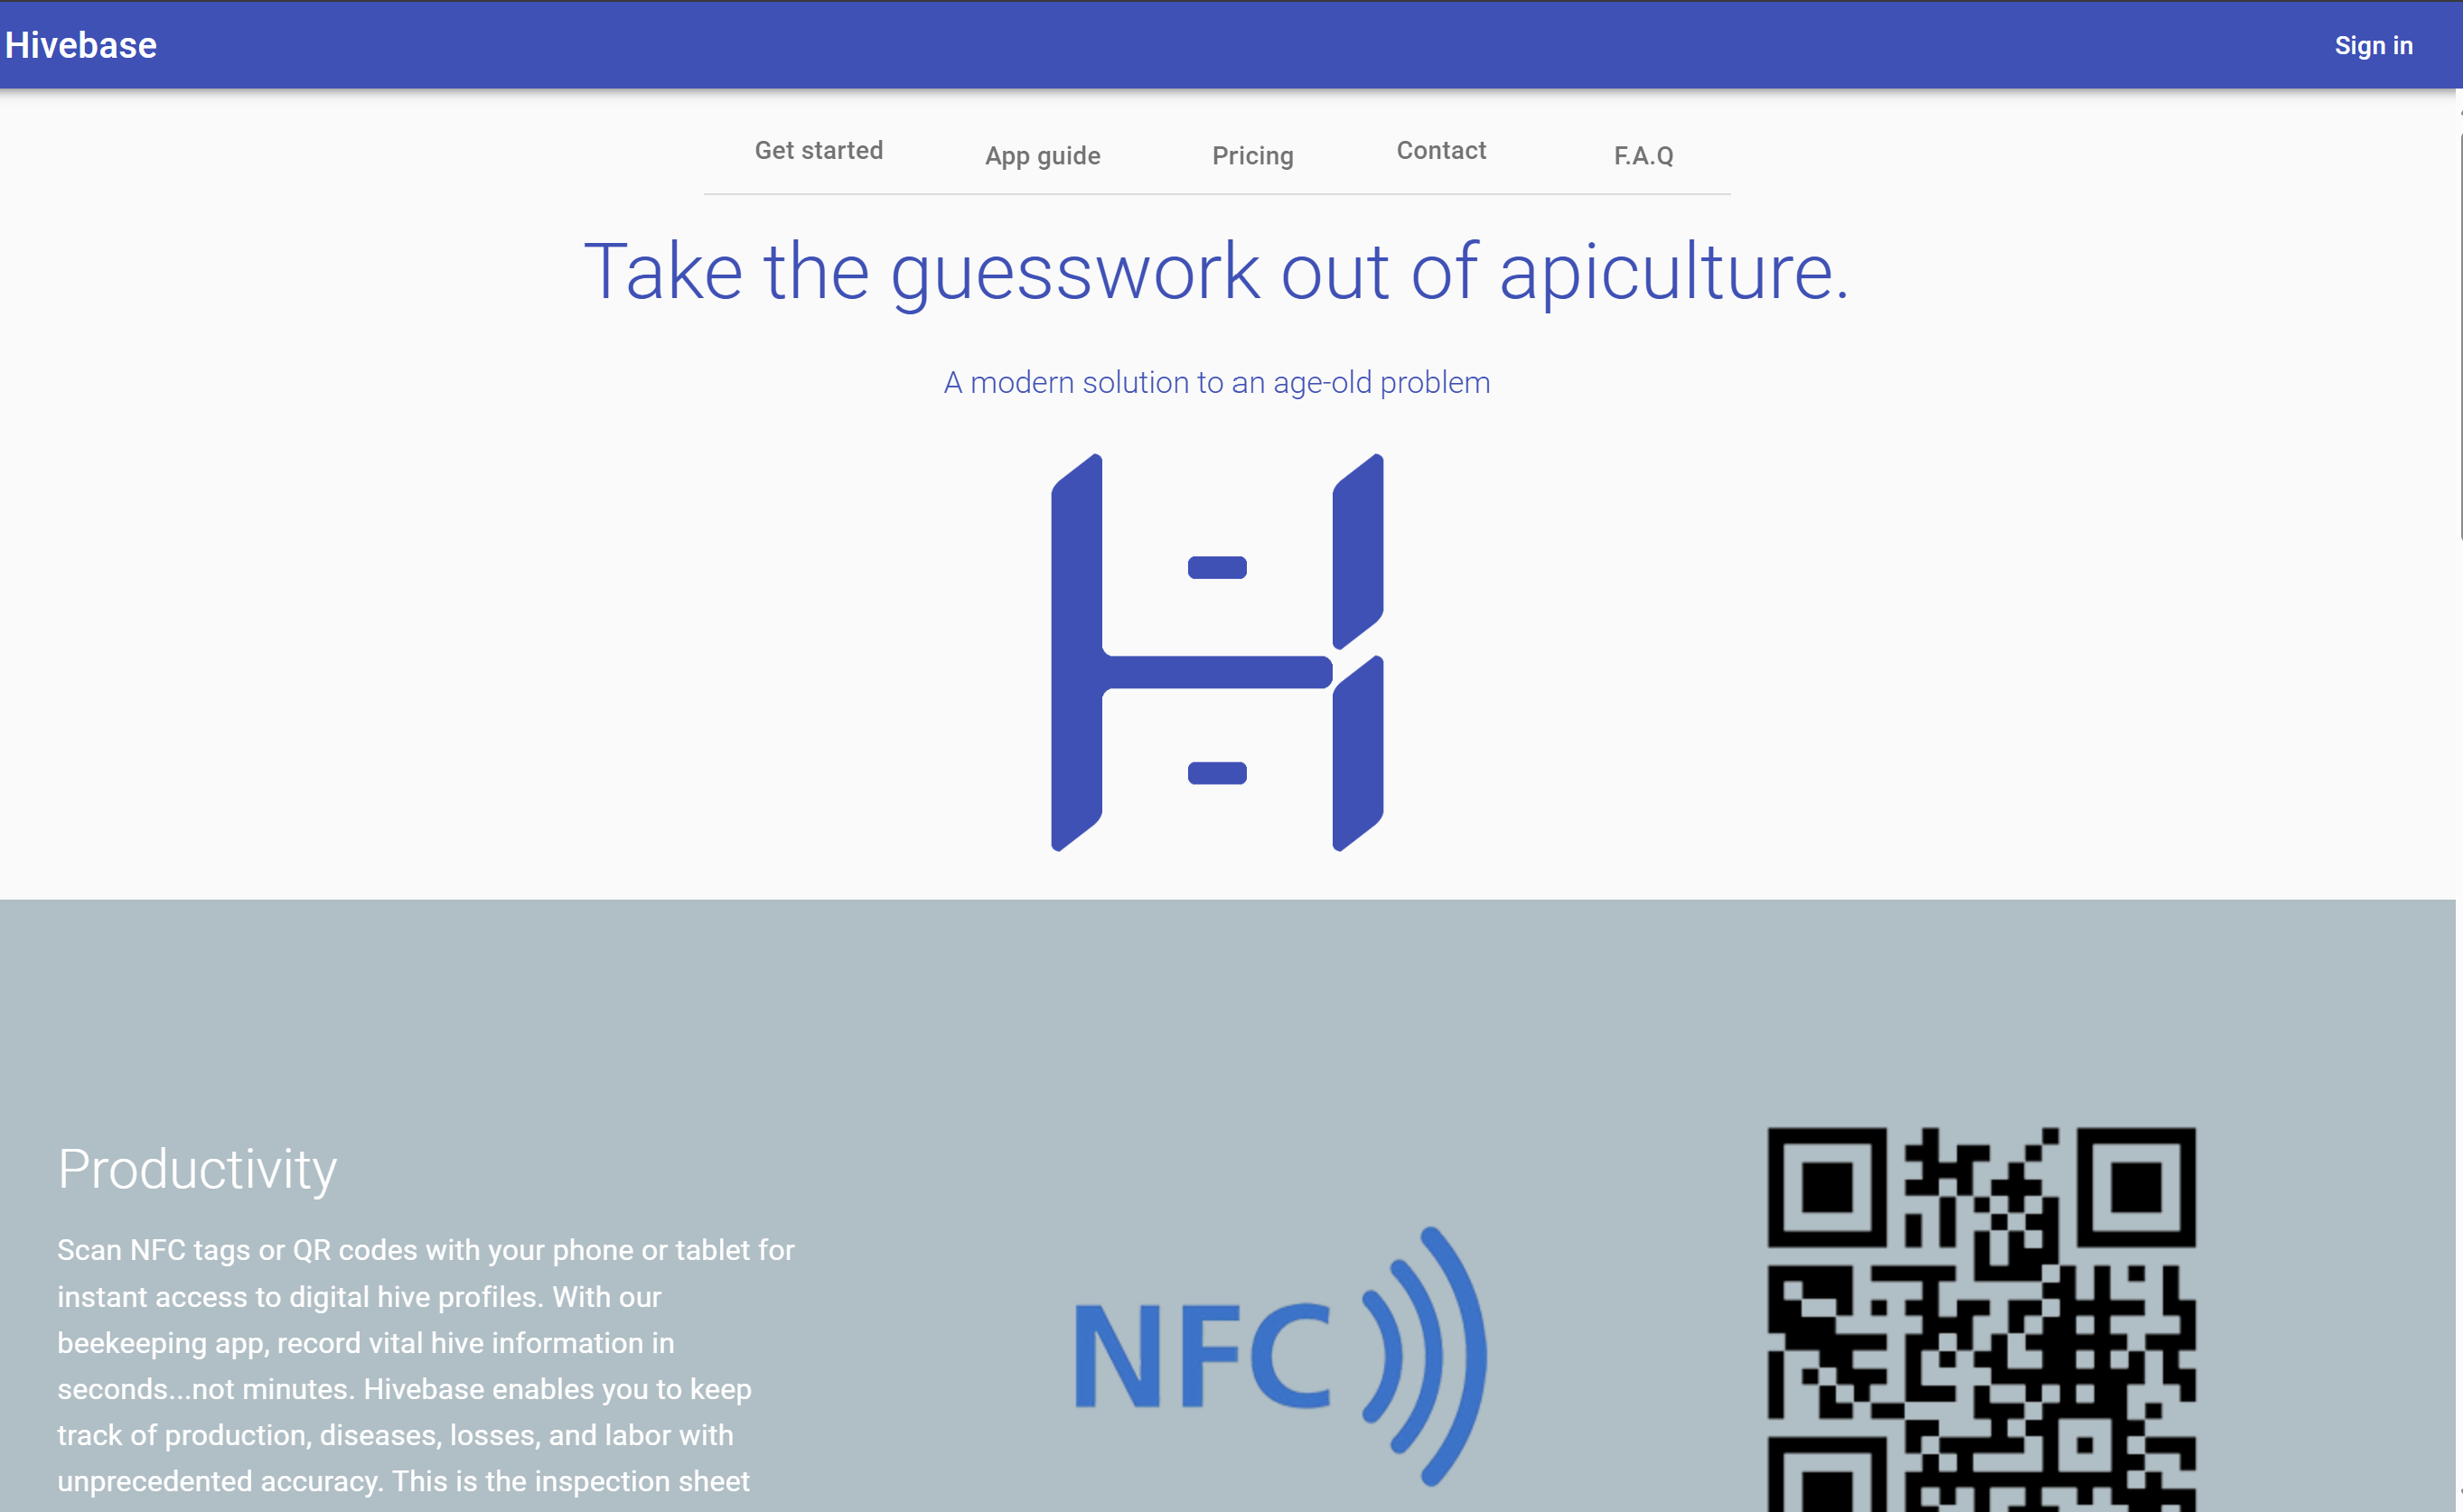 Hivebase
Sign in
Get started
App guide
Pricing
Contact
F.A.Q
Take the guesswork out of apiculture.
A modern solution to an age-old problem
H
Productivity
Scan NFC tags or QR codes with your phone or tablet for
instant access to digital hive profiles. With our
beekeeping app, record vital hive information in
seconds...not minutes. Hivebase enables you to keep
track of production, diseases, losses, and labor with
unprecedented accuracy. This is the inspection sheet
NFC